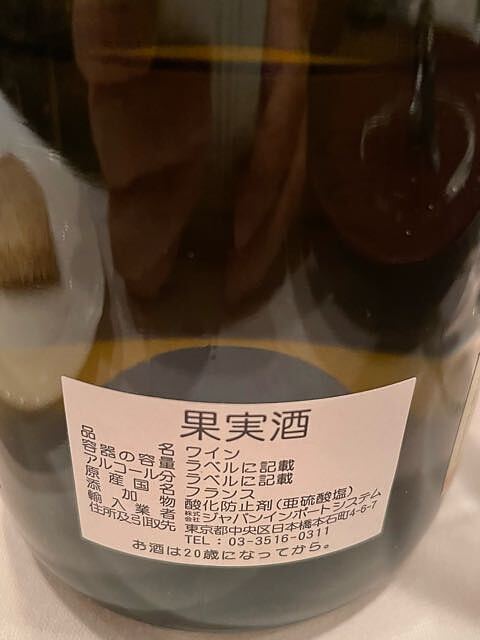 果実酒
品名 ワイン
容器の容量 ラベルに記載
アルコール分 ラベルに記載
原産国名 フランス
添加物 酸化防止剤(亜硫酸塩)
輸入業者 株式会社ジャパンインポートシステム
住所及引取先 東京都中央区日本橋本石町4-6-7
TEL:03-3516-0311
お酒は20歳になってから。